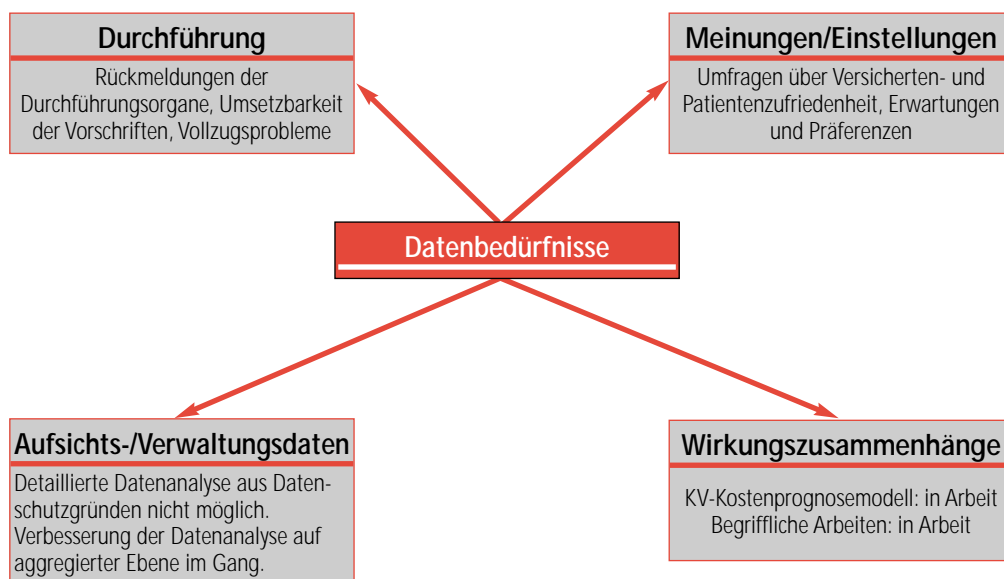 Durchführung
Rückmeldungen der
Durchführungsorgane, Umsetzbarkeit
der Vorschriften, Vollzugsprobleme
Meinungen/Einstellungen
Umfragen über Versicherten- und
Patientenzufriedenheit, Erwartungen
und Präferenzen
Datenbedürfnisse
Aufsichts-/Verwaltungsdaten
Detaillierte Datenanalyse aus Daten-
schutzgründen nicht möglich.
Verbesserung der Datenanalyse auf
aggregierter Ebene im Gang.
Wirkungszusammenhänge
KV-Kostenprognosemodell: in Arbeit
Begriffliche Arbeiten: in Arbeit